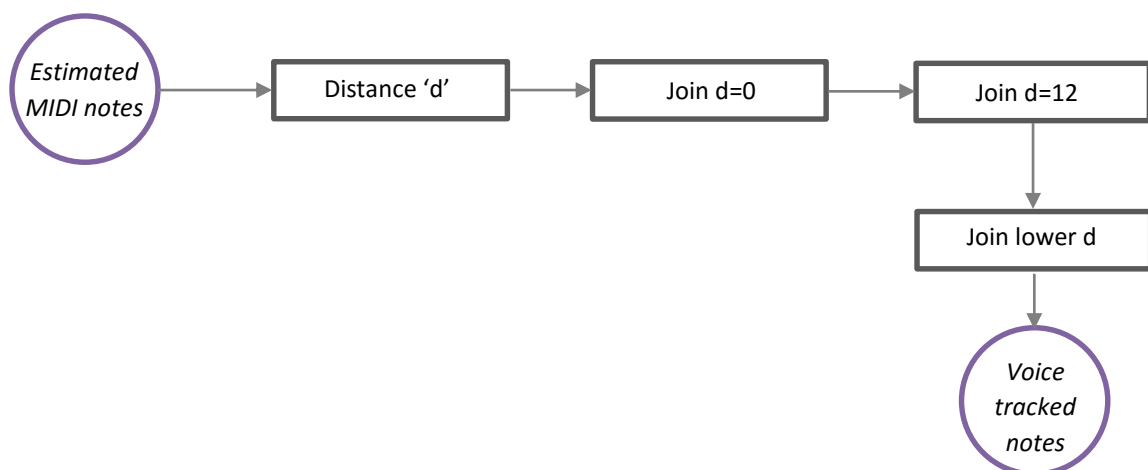 Estimated
MIDI notes
Distance ‘d’
Join d=0
Join d=12
Join lower d
Voice
tracked
notes